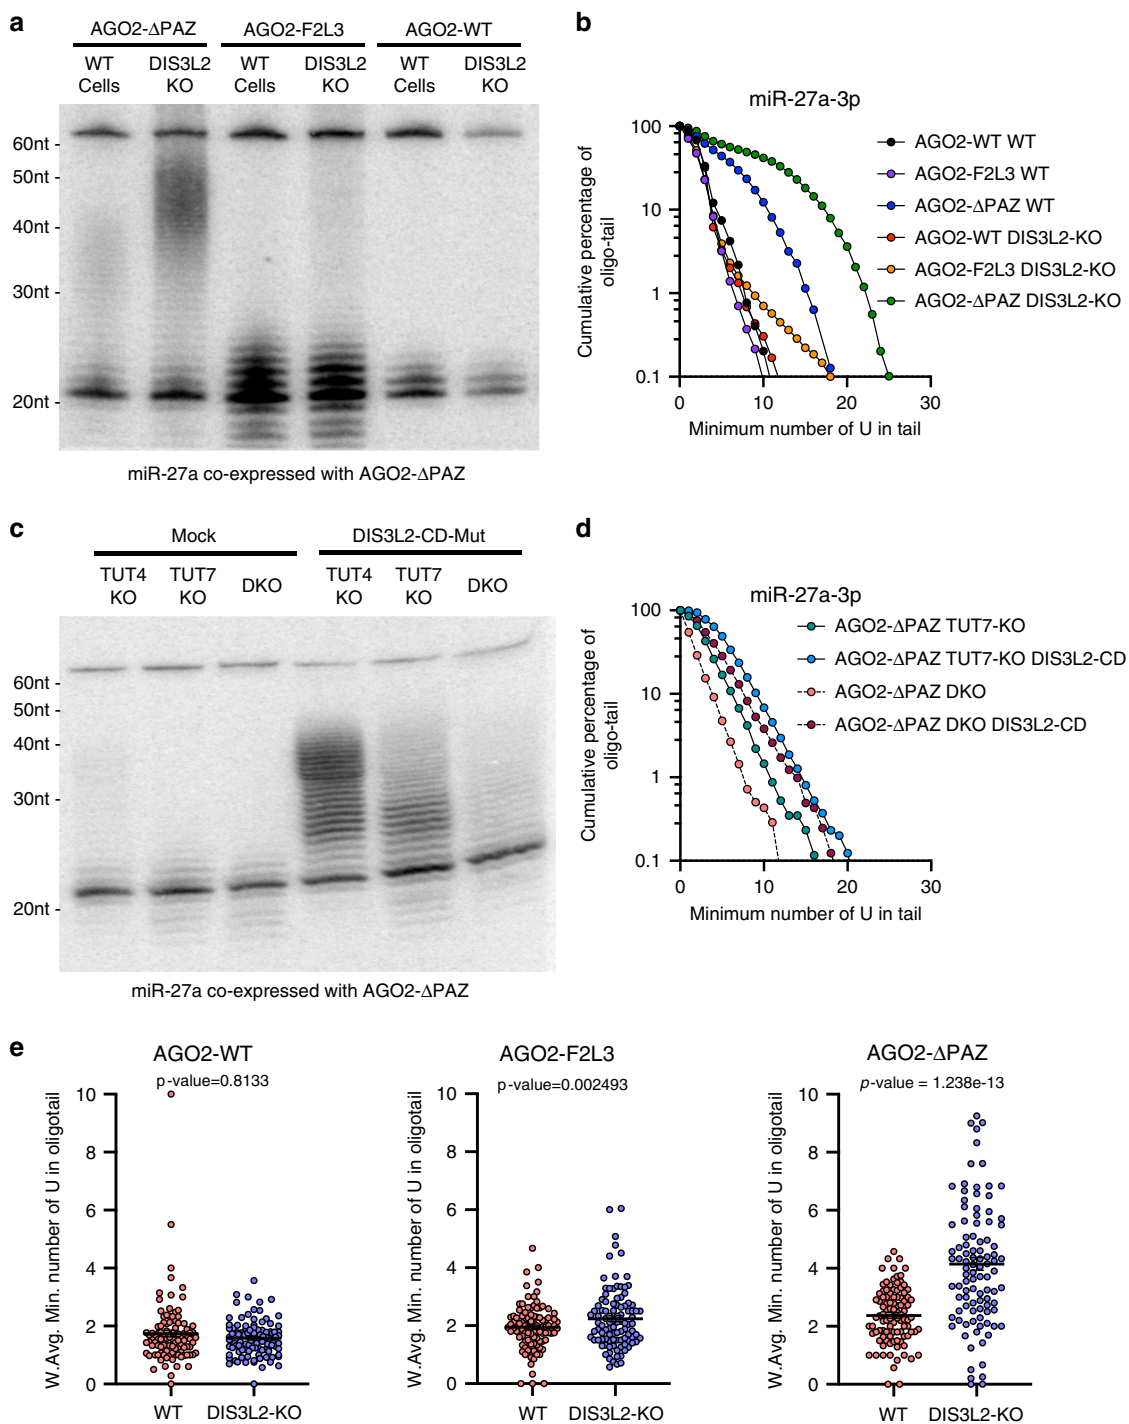 a
AGO2-ΔPAZ AGO2-F2L3 AGO2-WT
WT Cells DIS3L2 KO WT Cells DIS3L2 KO WT Cells DIS3L2 KO
60nt -
50nt -
40nt -
30nt -
20nt -
miR-27a co-expressed with AGO2-ΔPAZ
b
miR-27a-3p
Cumulative percentage of oligo-tail
100
10
1
0.1
0 10 20 30
Minimum number of U in tail
AGO2-WT WT
AGO2-F2L3 WT
AGO2-ΔPAZ WT
AGO2-WT DIS3L2-KO
AGO2-F2L3 DIS3L2-KO
AGO2-ΔPAZ DIS3L2-KO
c
Mock DIS3L2-CD-Mut
TUT4 KO TUT7 KO DKO TUT4 KO TUT7 KO DKO
60nt -
50nt -
40nt -
30nt -
20nt -
miR-27a co-expressed with AGO2-ΔPAZ
d
miR-27a-3p
Cumulative percentage of oligo-tail
100
10
1
0.1
0 10 20 30
Minimum number of U in tail
AGO2-ΔPAZ TUT7-KO
AGO2-ΔPAZ TUT7-KO DIS3L2-CD
AGO2-ΔPAZ DKO
AGO2-ΔPAZ DKO DIS3L2-CD
e
AGO2-WT
p-value=0.8133
W.Avg. Min. number of U in oligotail
10
8
6
4
2
0
WT DIS3L2-KO
AGO2-F2L3
p-value=0.002493
W.Avg. Min. number of U in oligotail
10
8
6
4
2
0
WT DIS3L2-KO
AGO2-ΔPAZ
p-value = 1.238e-13
W.Avg. Min. number of U in oligotail
10
8
6
4
2
0
WT DIS3L2-KO